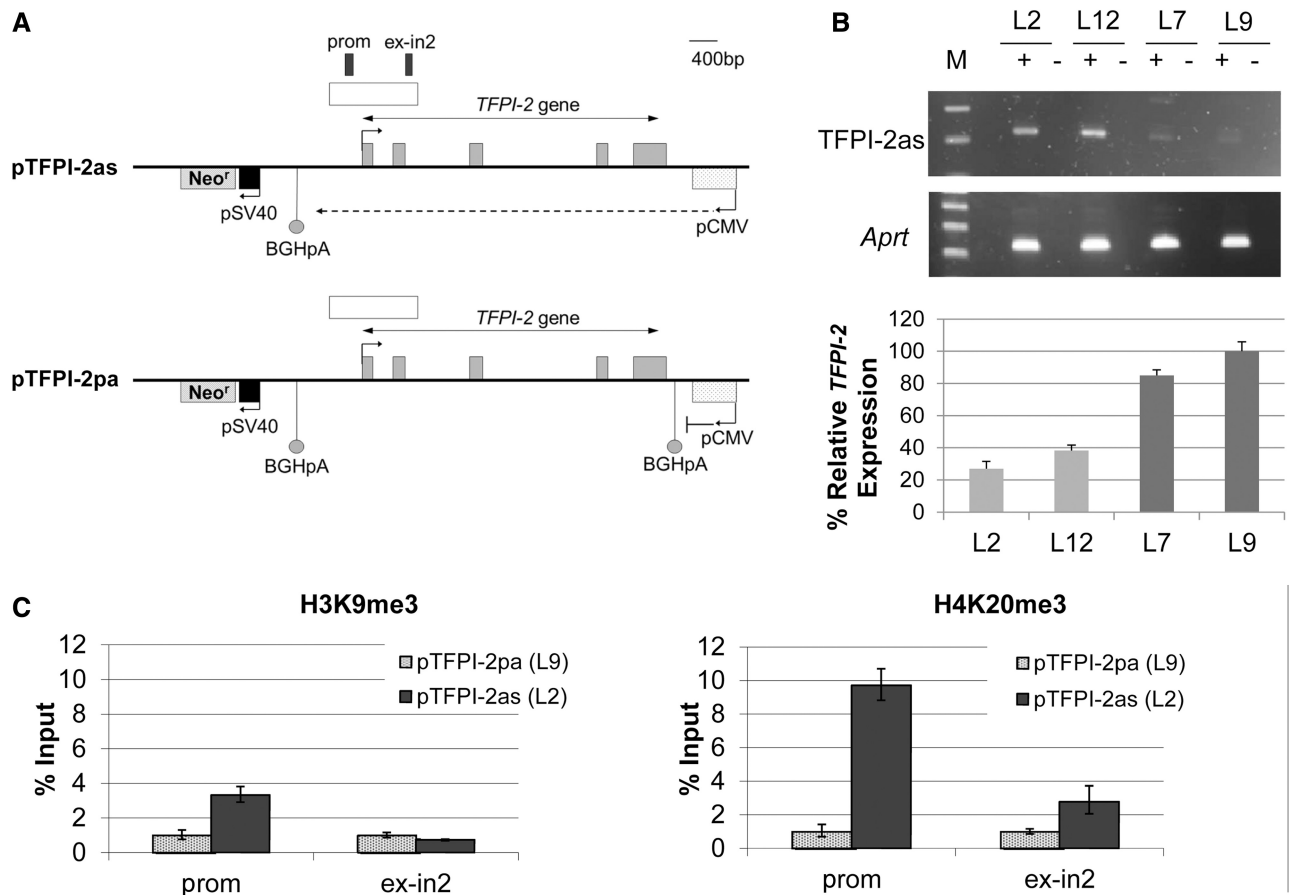 A
prom ex-in2
400bp
TFPI-2 gene
pTFPI-2as
Neoʳ
pSV40
BGHpA
pCMV
TFPI-2 gene
pTFPI-2pa
Neoʳ
pSV40
BGHpA
BGHpA
pCMV
B
L2 L12 L7 L9
M + - + - + - + -
TFPI-2as
Aprt
% Relative TFPI-2
Expression
120
100
80
60
40
20
0
L2 L12 L7 L9
C
H3K9me3
% Input
12
10
8
6
4
2
0
pTFPI-2pa (L9)
pTFPI-2as (L2)
prom ex-in2
H4K20me3
% Input
12
10
8
6
4
2
0
pTFPI-2pa (L9)
pTFPI-2as (L2)
prom ex-in2